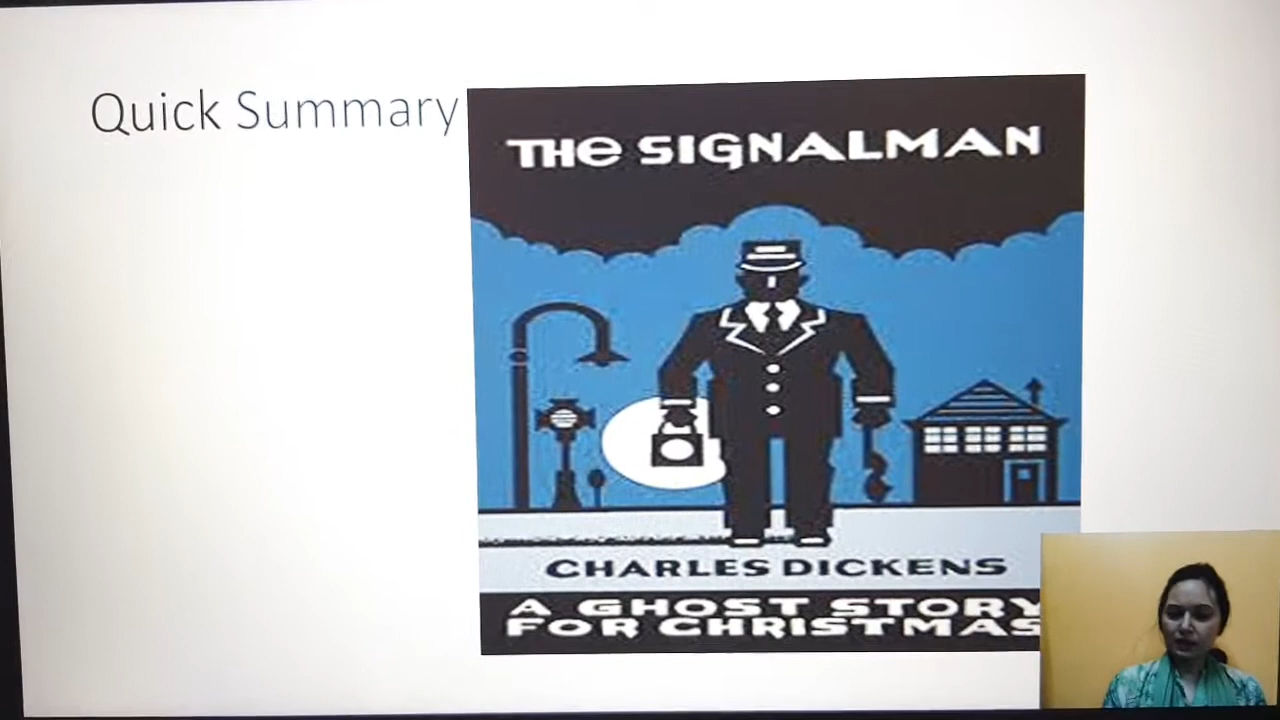 Quick Summary
THE SIGNALMAN
CHARLES DICKENS
A GHOST STORY
FOR CHRISTMAS